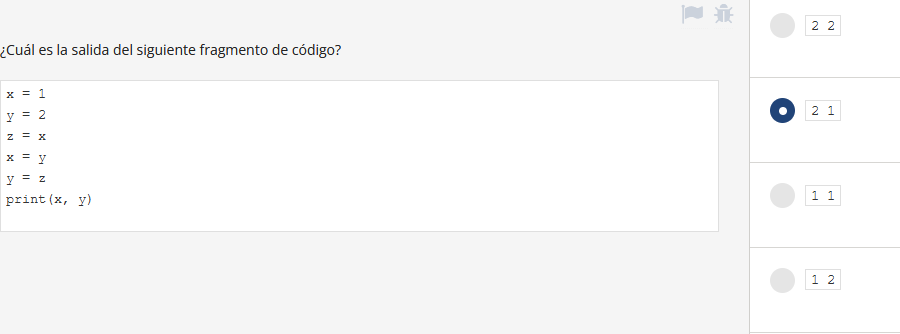 ¿Cuál es la salida del siguiente fragmento de código?
x = 1
y = 2
z = x
x = y
y = z
print(x, y)
2 2
2 1
1 1
1 2